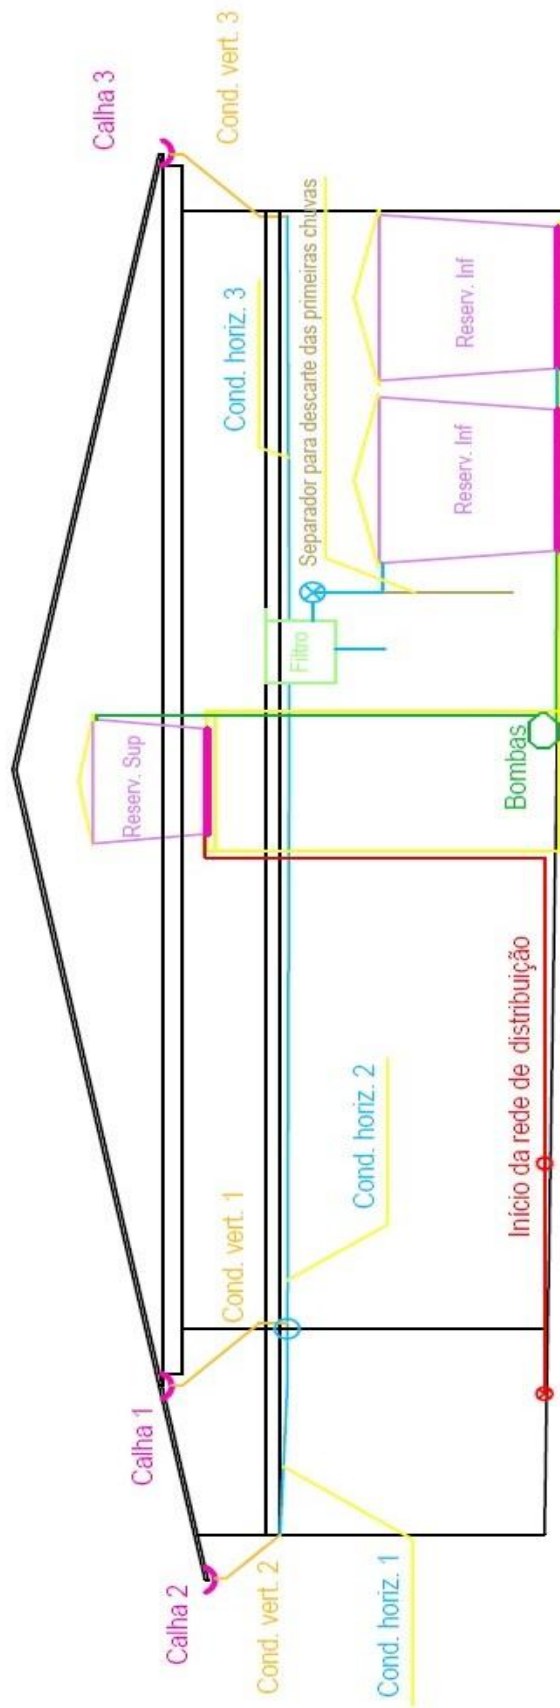 Calha 2
Cond. vert. 2
Cond. horiz. 1
Calha 1
Cond. vert. 1
Cond. horiz. 2
Início da rede de distribuição
Reserv. Sup
Bombas
Filtro
Separador para descarte das primeiras chuvas
Cond. horiz. 3
Reserv. Inf
Reserv. Inf
Calha 3
Cond. vert. 3